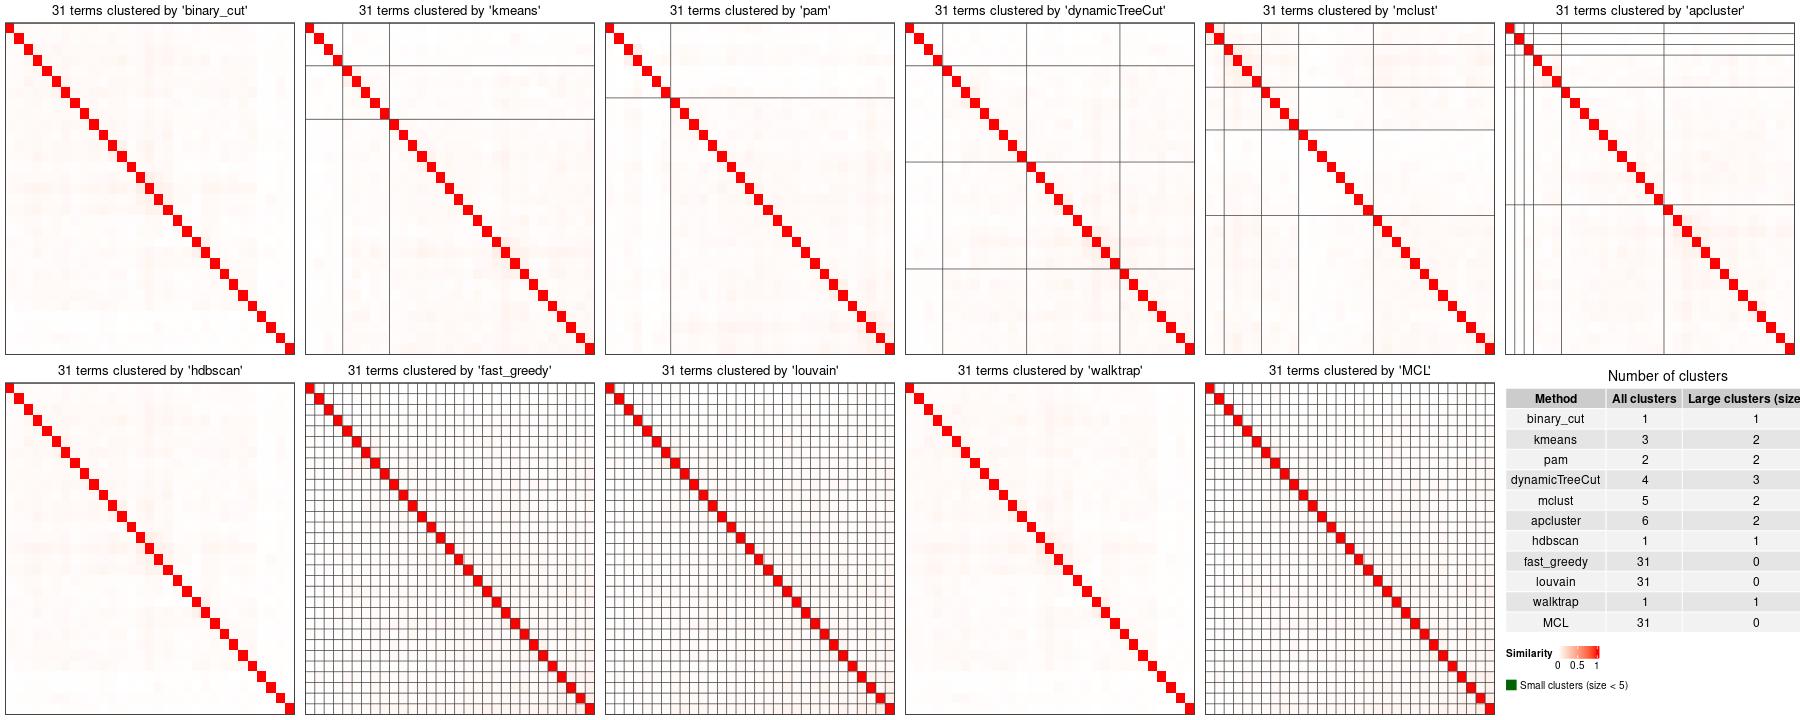 31 terms clustered by 'binary_cut'
31 terms clustered by 'kmeans'
31 terms clustered by 'pam'
31 terms clustered by 'dynamicTreeCut'
31 terms clustered by 'mclust'
31 terms clustered by 'apcluster'
31 terms clustered by 'hdbscan'
31 terms clustered by 'fast_greedy'
31 terms clustered by 'louvain'
31 terms clustered by 'walktrap'
31 terms clustered by 'MCL'
Number of clusters
Method All clusters Large clusters (size
binary_cut 1 1
kmeans 3 2
pam 2 2
dynamicTreeCut 4 3
mclust 5 2
apcluster 6 2
hdbscan 1 1
fast_greedy 31 0
louvain 31 0
walktrap 1 1
MCL 31 0
Similarity
0 0.5 1
Small clusters (size < 5)